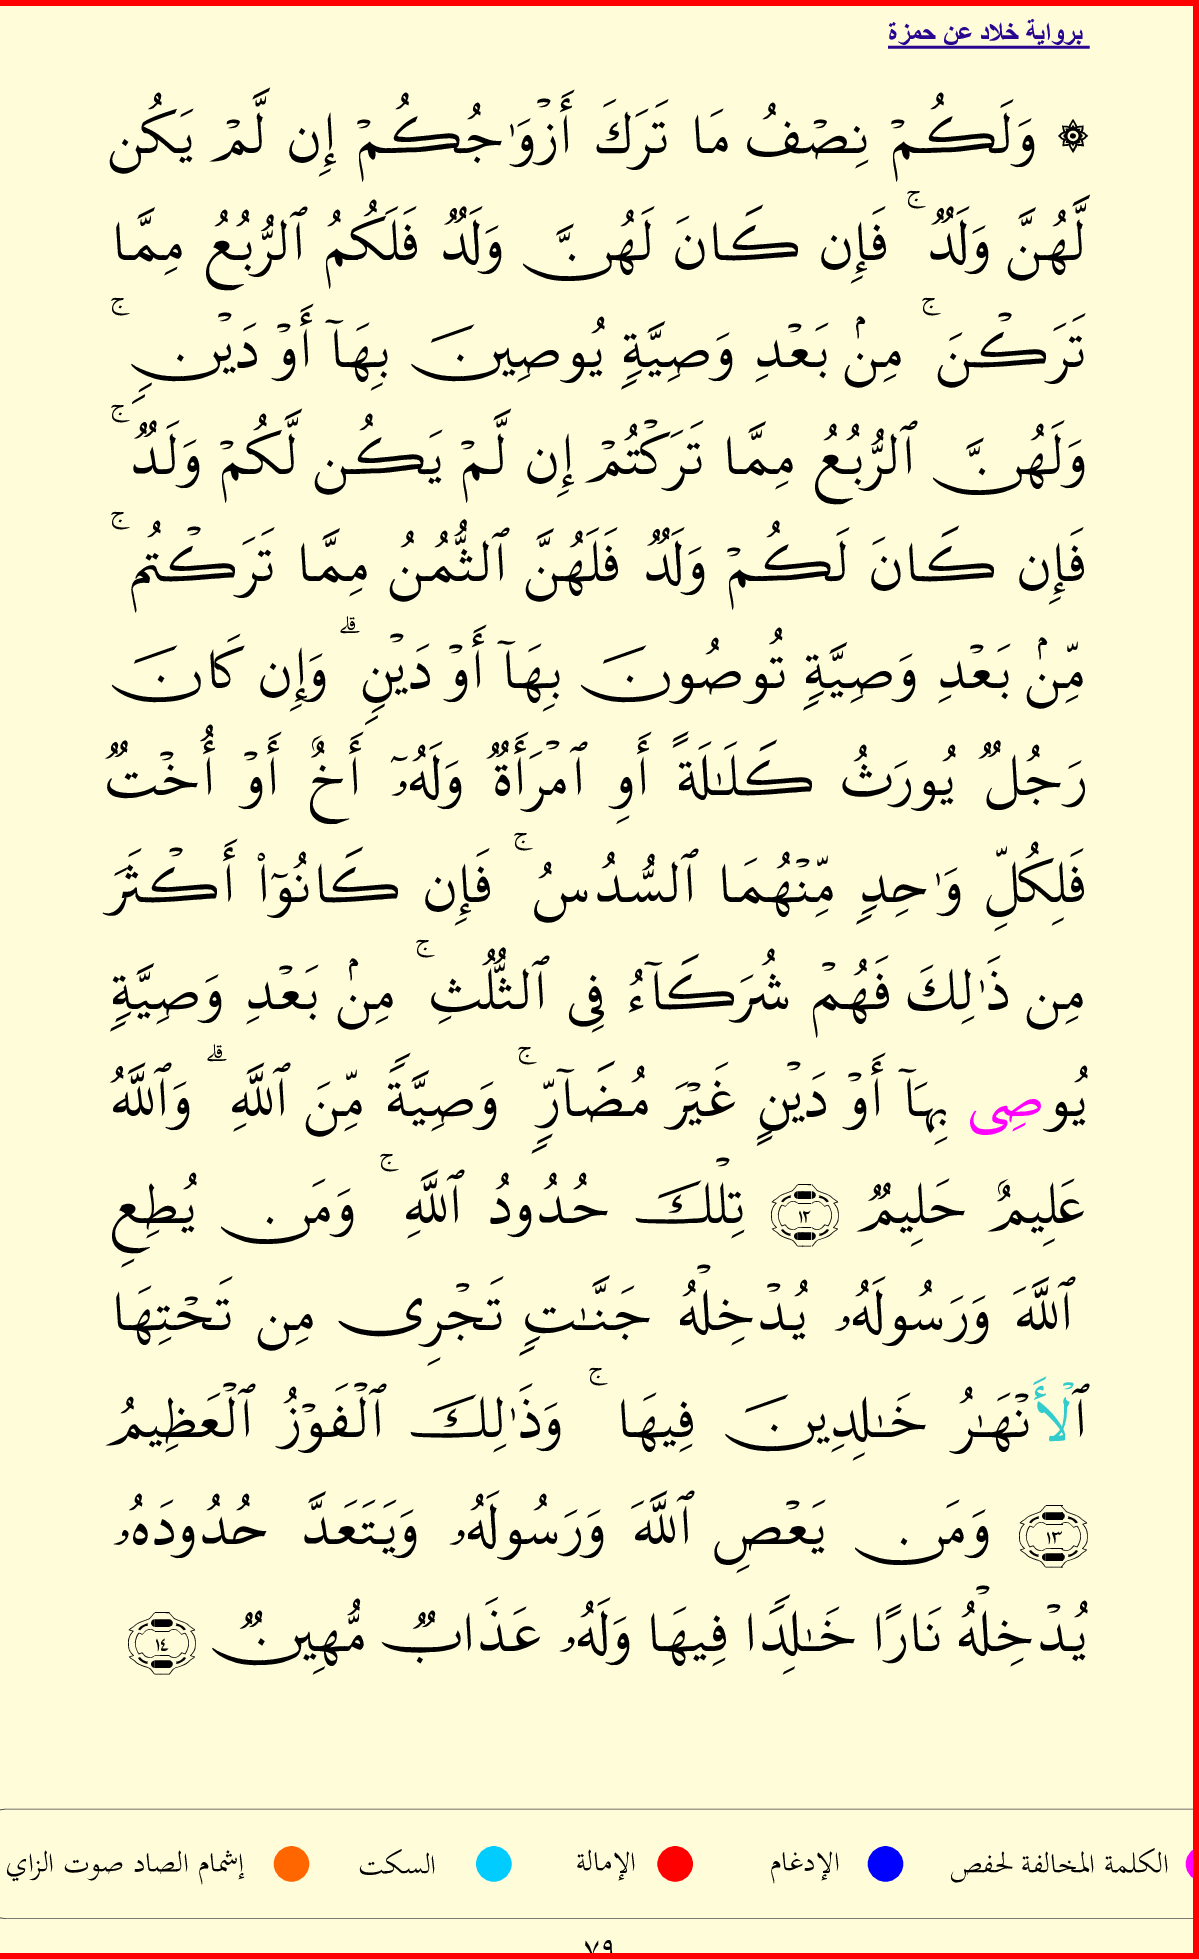 برواية خلاد عن حمزة
۞ وَلَكُمۡ نِصۡفُ مَا تَرَكَ أَزۡوَٰجُكُمۡ إِن لَّمۡ يَكُن
لَّهُنَّ وَلَدٞۚ فَإِن كَانَ لَهُنَّ وَلَدٞ فَلَكُمُ ٱلرُّبُعُ مِمَّا
تَرَكۡنَۚ مِنۢ بَعۡدِ وَصِيَّةٖ يُوصِينَ بِهَآ أَوۡ دَيۡنٖۚ
وَلَهُنَّ ٱلرُّبُعُ مِمَّا تَرَكۡتُمۡ إِن لَّمۡ يَكُن لَّكُمۡ وَلَدٞۚ
فَإِن كَانَ لَكُمۡ وَلَدٞ فَلَهُنَّ ٱلثُّمُنُ مِمَّا تَرَكۡتُمۚ
مِّنۢ بَعۡدِ وَصِيَّةٖ تُوصُونَ بِهَآ أَوۡ دَيۡنٖۗ وَإِن كَانَ
رَجُلٞ يُورَثُ كَلَٰلَةً أَوِ ٱمۡرَأَةٞ وَلَهُۥٓ أَخٌ أَوۡ أُخۡتٞ
فَلِكُلِّ وَٰحِدٖ مِّنۡهُمَا ٱلسُّدُسُۚ فَإِن كَانُوٓاْ أَكۡثَرَ
مِن ذَٰلِكَ فَهُمۡ شُرَكَآءُ فِي ٱلثُّلُثِۚ مِنۢ بَعۡدِ وَصِيَّةٖ
يُوصِي بِهَآ أَوۡ دَيۡنٍ غَيۡرَ مُضَآرّٖۚ وَصِيَّةٗ مِّنَ ٱللَّهِۗ وَٱللَّهُ
عَلِيمٌ حَلِيمٞ ١٢ تِلۡكَ حُدُودُ ٱللَّهِۚ وَمَن يُطِعِ
ٱللَّهَ وَرَسُولَهُۥ يُدۡخِلۡهُ جَنَّٰتٖ تَجۡرِي مِن تَحۡتِهَا
ٱلۡأَنۡهَٰرُ خَٰلِدِينَ فِيهَاۚ وَذَٰلِكَ ٱلۡفَوۡزُ ٱلۡعَظِيمُ
١٣ وَمَن يَعۡصِ ٱللَّهَ وَرَسُولَهُۥ وَيَتَعَدَّ حُدُودَهُۥ
يُدۡخِلۡهُ نَارًا خَٰلِدٗا فِيهَا وَلَهُۥ عَذَابٞ مُّهِينٞ ١٤
الكلمة المخالفة لحفص الإدغام الإمالة السكت إشمام الصاد صوت الزاي
٧٩